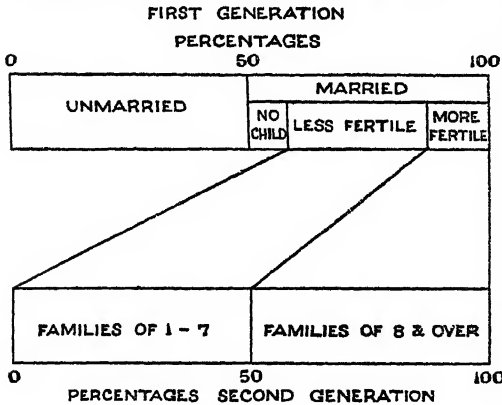 FIRST GENERATION
PERCENTAGES
0 50 100
UNMARRIED
MARRIED
NO CHILD
LESS FERTILE
MORE FERTILE
FAMILIES OF 1 - 7
FAMILIES OF 8 & OVER
0 50 100
PERCENTAGES SECOND GENERATION